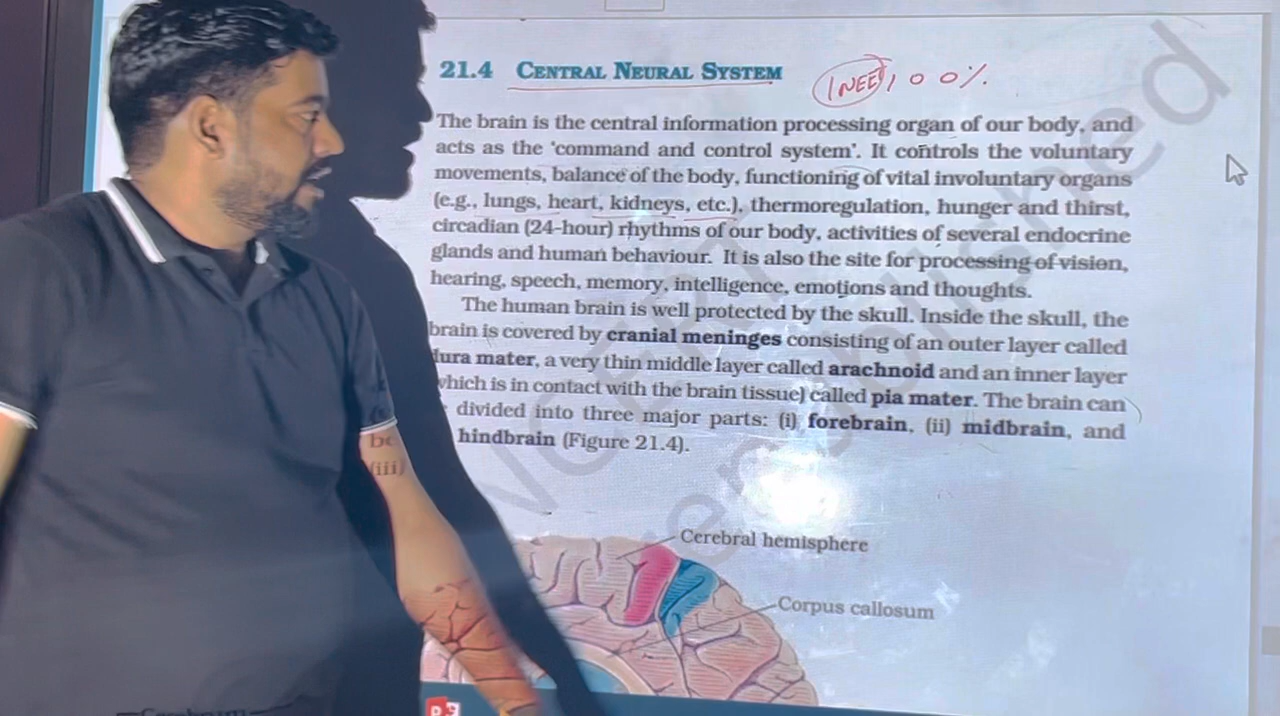 21.4 CENTRAL NEURAL SYSTEM
NEET 100%
The brain is the central information processing organ of our body, and
acts as the 'command and control system'. It controls the voluntary
movements, balance of the body, functioning of vital involuntary organs
(e.g., lungs, heart, kidneys, etc.), thermoregulation, hunger and thirst,
circadian (24-hour) rhythms of our body, activities of several endocrine
glands and human behaviour. It is also the site for processing of vision,
hearing, speech, memory, intelligence, emotions and thoughts.
The human brain is well protected by the skull. Inside the skull, the
brain is covered by cranial meninges consisting of an outer layer called
dura mater, a very thin middle layer called arachnoid and an inner layer
which is in contact with the brain tissue) called pia mater. The brain can
be divided into three major parts: (i) forebrain, (ii) midbrain, and
(iii) hindbrain (Figure 21.4).
Cerebral hemisphere
Corpus callosum
Cerebrum